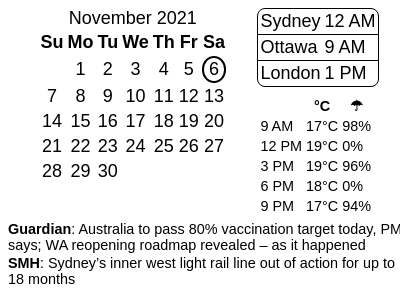 November 2021
Su Mo Tu We Th Fr Sa
1 2 3 4 5 6
7 8 9 10 11 12 13
14 15 16 17 18 19 20
21 22 23 24 25 26 27
28 29 30
Sydney 12 AM
Ottawa 9 AM
London 1 PM
°C ☂
9 AM 17°C 98%
12 PM 19°C 0%
3 PM 19°C 96%
6 PM 18°C 0%
9 PM 17°C 94%
Guardian: Australia to pass 80% vaccination target today, PM
says; WA reopening roadmap revealed – as it happened
SMH: Sydney's inner west light rail line out of action for up to
18 months